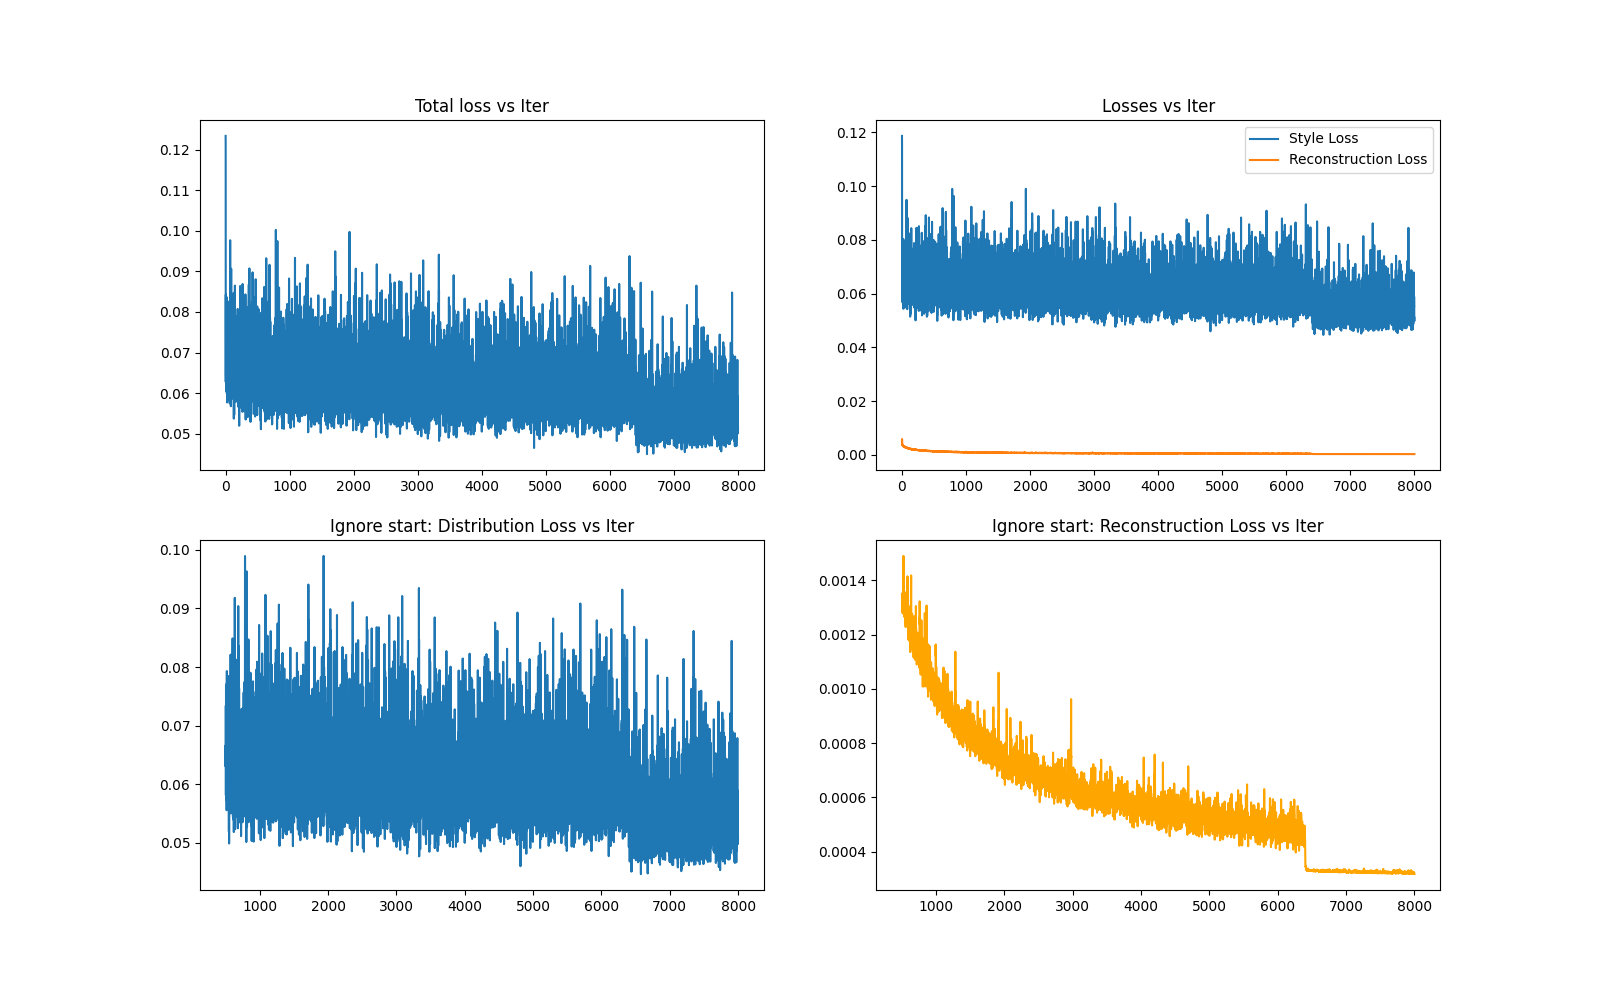 Total loss vs Iter
0.12
0.11
0.10
0.09
0.08
0.07
0.06
0.05
0 1000 2000 3000 4000 5000 6000 7000 8000
Losses vs Iter
Style Loss
Reconstruction Loss
0.12
0.10
0.08
0.06
0.04
0.02
0.00
0 1000 2000 3000 4000 5000 6000 7000 8000
Ignore start: Distribution Loss vs Iter
0.10
0.09
0.08
0.07
0.06
0.05
1000 2000 3000 4000 5000 6000 7000 8000
Ignore start: Reconstruction Loss vs Iter
0.0014
0.0012
0.0010
0.0008
0.0006
0.0004
1000 2000 3000 4000 5000 6000 7000 8000